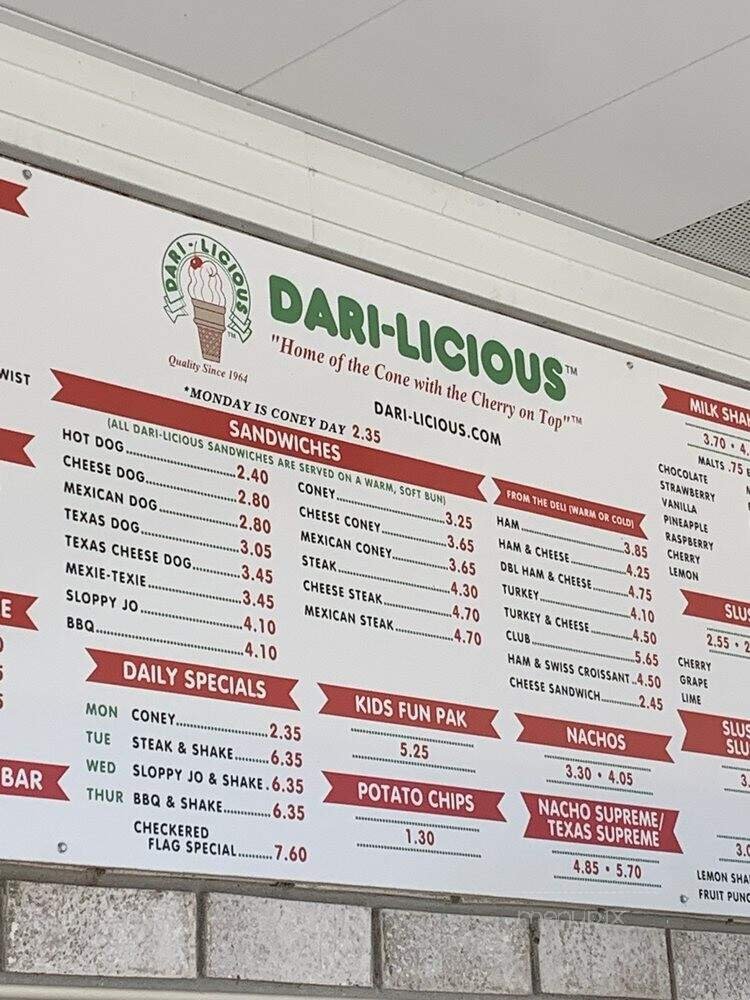 DARI-LICIOUS
Quality Since 1964
DARI-LICIOUS™
"Home of the Cone with the Cherry on Top"™
DARI-LICIOUS.COM
*MONDAY IS CONEY DAY 2.35
SANDWICHES
(ALL DARI-LICIOUS SANDWICHES ARE SERVED ON A WARM, SOFT BUN)
HOT DOG 2.40
CHEESE DOG 2.80
MEXICAN DOG 2.80
TEXAS DOG 3.05
TEXAS CHEESE DOG 3.45
MEXIE-TEXIE 3.45
SLOPPY JO 4.10
BBQ 4.10
CONEY 3.25
CHEESE CONEY 3.65
MEXICAN CONEY 3.65
STEAK 4.30
CHEESE STEAK 4.70
MEXICAN STEAK 4.70
FROM THE DELI (WARM OR COLD)
HAM 3.85
HAM & CHEESE 4.25
DBL HAM & CHEESE 4.75
TURKEY 4.10
TURKEY & CHEESE 4.50
CLUB 5.65
HAM & SWISS CROISSANT 4.50
CHEESE SANDWICH 2.45
DAILY SPECIALS
MON CONEY 2.35
TUE STEAK & SHAKE 6.35
WED SLOPPY JO & SHAKE 6.35
THUR BBQ & SHAKE 6.35
CHECKERED
FLAG SPECIAL 7.60
KIDS FUN PAK
5.25
POTATO CHIPS
1.30
NACHOS
3.30 • 4.05
NACHO SUPREME/
TEXAS SUPREME
4.85 • 5.70
MILK SHA
3.70 • 4.
MALTS .75 E
CHOCOLATE
STRAWBERRY
VANILLA
PINEAPPLE
RASPBERRY
CHERRY
LEMON
SLUS
2.55 • 2
CHERRY
GRAPE
LIME
SLUS
SLU
3.
3.0
LEMON SHA
FRUIT PUNC
WIST
E
BAR
menupix